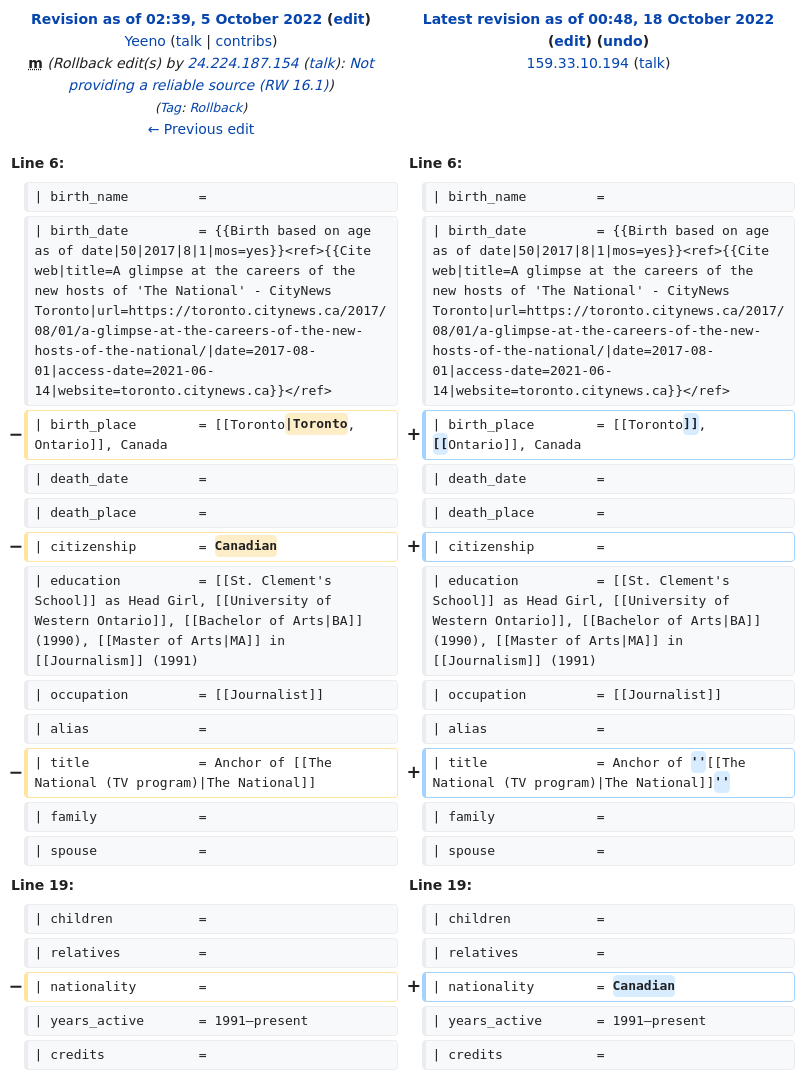 Revision as of 02:39, 5 October 2022 (edit)
Yeeno (talk | contribs)
m (Rollback edit(s) by 24.224.187.154 (talk): Not
providing a reliable source (RW 16.1))
(Tag: Rollback)
← Previous edit
Latest revision as of 00:48, 18 October 2022
(edit) (undo)
159.33.10.194 (talk)
Line 6:
Line 6:
| birth_name         =
| birth_name         =
| birth_date         = {{Birth based on age
as of date|50|2017|8|1|mos=yes}}<ref>{{Cite
web|title=A glimpse at the careers of the
new hosts of 'The National' - CityNews
Toronto|url=https://toronto.citynews.ca/2017/
08/01/a-glimpse-at-the-careers-of-the-new-
hosts-of-the-national/|date=2017-08-
01|access-date=2021-06-
14|website=toronto.citynews.ca}}</ref>
| birth_date         = {{Birth based on age
as of date|50|2017|8|1|mos=yes}}<ref>{{Cite
web|title=A glimpse at the careers of the
new hosts of 'The National' - CityNews
Toronto|url=https://toronto.citynews.ca/2017/
08/01/a-glimpse-at-the-careers-of-the-new-
hosts-of-the-national/|date=2017-08-
01|access-date=2021-06-
14|website=toronto.citynews.ca}}</ref>
− | birth_place        = [[Toronto|Toronto,
Ontario]], Canada
+ | birth_place        = [[Toronto]],
[[Ontario]], Canada
| death_date         =
| death_date         =
| death_place        =
| death_place        =
− | citizenship        = Canadian
+ | citizenship        =
| education          = [[St. Clement's
School]] as Head Girl, [[University of
Western Ontario]], [[Bachelor of Arts|BA]]
(1990), [[Master of Arts|MA]] in
[[Journalism]] (1991)
| education          = [[St. Clement's
School]] as Head Girl, [[University of
Western Ontario]], [[Bachelor of Arts|BA]]
(1990), [[Master of Arts|MA]] in
[[Journalism]] (1991)
| occupation         = [[Journalist]]
| occupation         = [[Journalist]]
| alias              =
| alias              =
− | title              = Anchor of [[The
National (TV program)|The National]]
+ | title              = Anchor of ''[[The
National (TV program)|The National]]''
| family             =
| family             =
| spouse             =
| spouse             =
Line 19:
Line 19:
| children           =
| children           =
| relatives          =
| relatives          =
− | nationality        =
+ | nationality        = Canadian
| years_active       = 1991–present
| years_active       = 1991–present
| credits            =
| credits            =